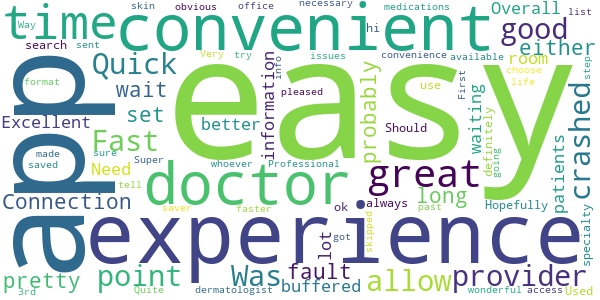 skin obvious office necessary medications list
Way search sent hi Overall
time convenient good either
Very try issues convenience available choose life room step
Quick wait set better information info pleased use First
format
app easy crashed
Excellent Fast Should probably waiting definitely going patients
made saved sure Super whoever Professional
Need tell doctor great
Connection saver faster past ok always long Hopefully specialty
experience
pretty 3rd point Was fault lot got skipped allow provider
Quite dermatologist buffered wonderful access Used